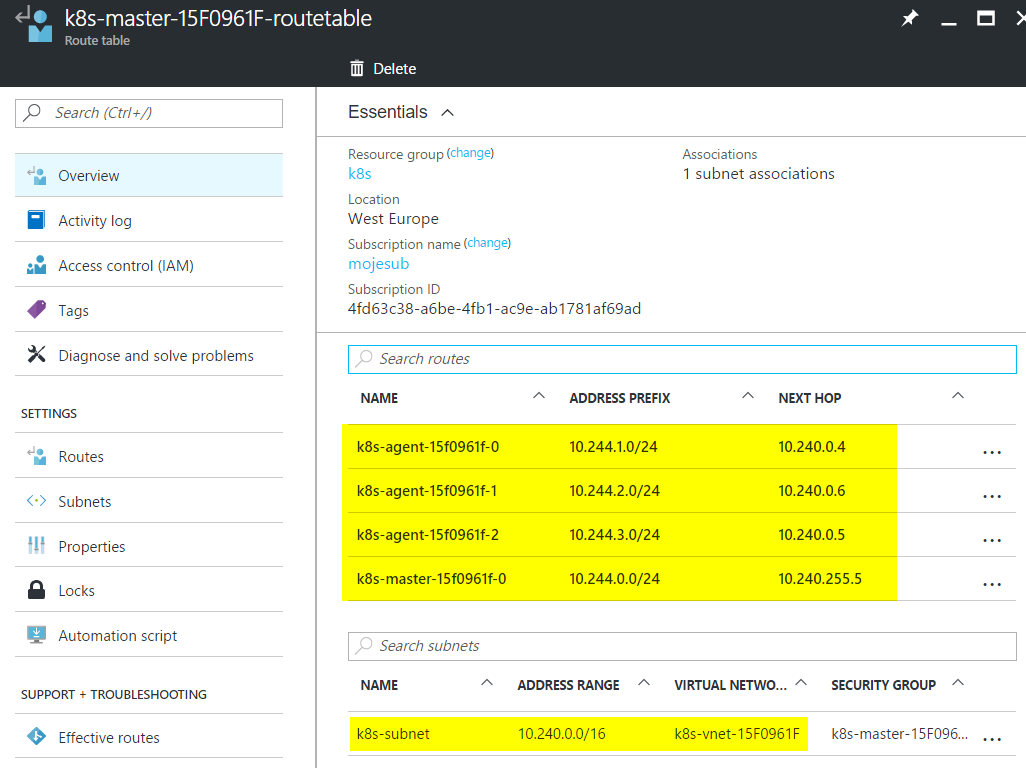 k8s-master-15F0961F-routetable
Route table
Delete
Search (Ctrl+/)
Overview
Activity log
Access control (IAM)
Tags
Diagnose and solve problems
SETTINGS
Routes
Subnets
Properties
Locks
Automation script
SUPPORT + TROUBLESHOOTING
Effective routes
Essentials
Resource group (change)
k8s
Location
West Europe
Subscription name (change)
mojesub
Subscription ID
4fd63c38-a6be-4fb1-ac9e-ab1781af69ad
Associations
1 subnet associations
Search routes
NAME ADDRESS PREFIX NEXT HOP
k8s-agent-15f0961f-0 10.244.1.0/24 10.240.0.4 ...
k8s-agent-15f0961f-1 10.244.2.0/24 10.240.0.6 ...
k8s-agent-15f0961f-2 10.244.3.0/24 10.240.0.5 ...
k8s-master-15f0961f-0 10.244.0.0/24 10.240.255.5 ...
Search subnets
NAME ADDRESS RANGE VIRTUAL NETWO... SECURITY GROUP
k8s-subnet 10.240.0.0/16 k8s-vnet-15F0961F k8s-master-15F096... ...